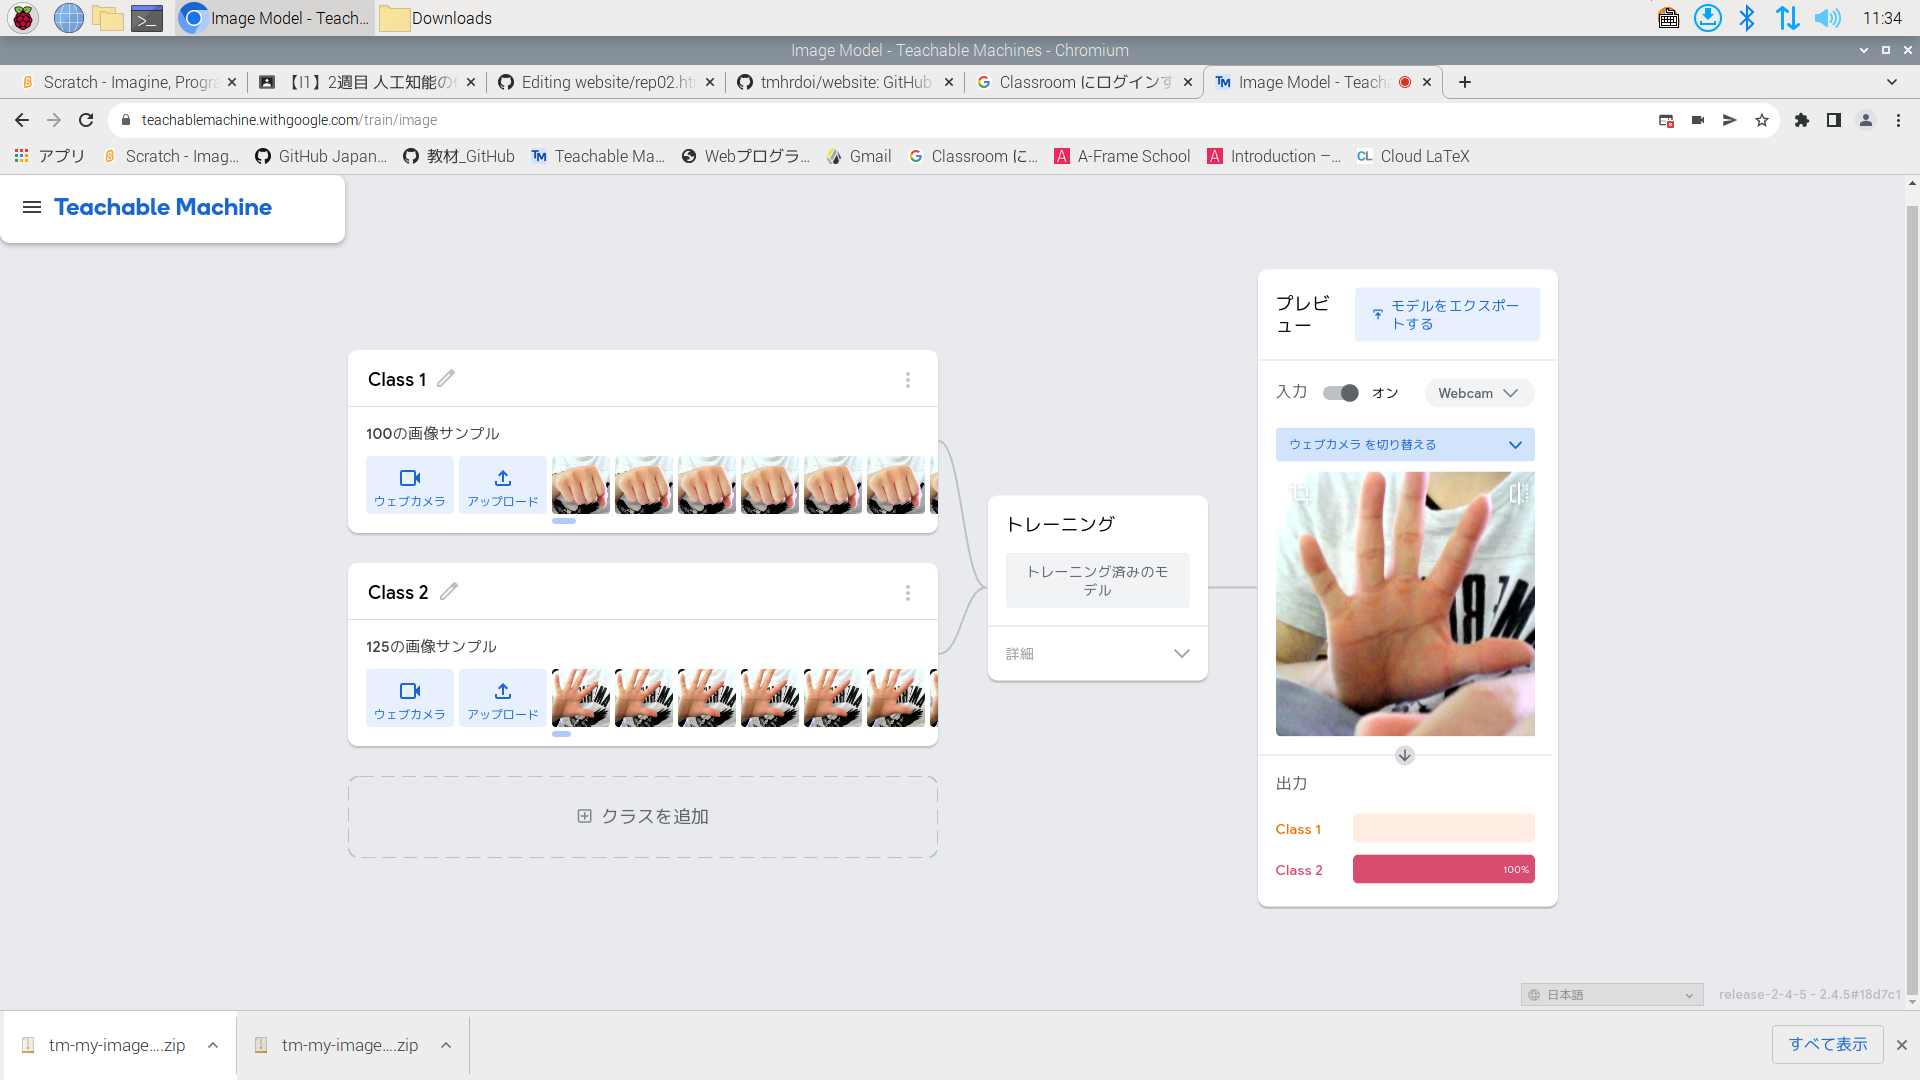 Image Model - Teach...
Downloads
11:34
Image Model - Teachable Machines - Chromium
Scratch - Imagine, Progra
【I1】2週目 人工知能の
Editing website/rep02.ht
tmhrdoi/website: GitHub
Classroom にログインす
Image Model - Teacha
teachablemachine.withgoogle.com/train/image
アプリ
Scratch - Imag...
GitHub Japan...
教材_GitHub
Teachable Ma...
Webプログラ...
Gmail
Classroom に...
A-Frame School
Introduction –...
CL Cloud LaTeX
Teachable Machine
プレビ
ュー
モデルをエクスポー
トする
Class 1
100の画像サンプル
ウェブカメラ
アップロード
入力
オン
Webcam
ウェブカメラ を切り替える
トレーニング
トレーニング済みのモ
デル
詳細
Class 2
125の画像サンプル
ウェブカメラ
アップロード
クラスを追加
出力
Class 1
Class 2
100%
日本語
release-2-4-5 - 2.4.5#18d7c1
tm-my-image....zip
tm-my-image....zip
すべて表示